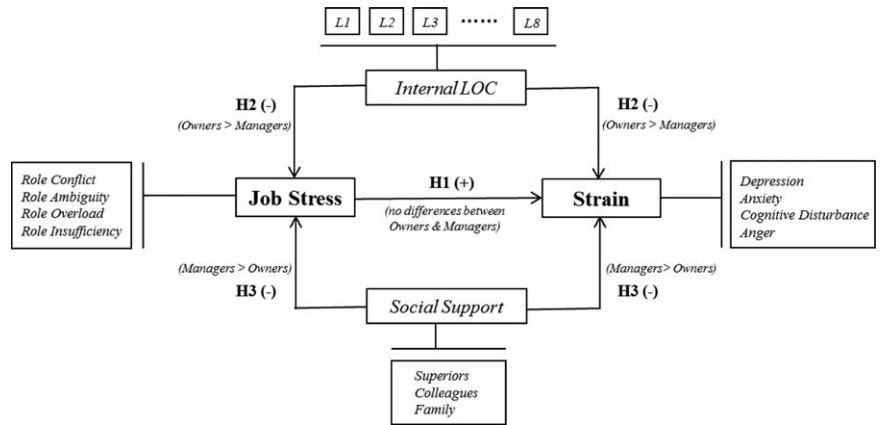 L1 L2 L3 ...... L8
Internal LOC
H2 (-)
(Owners > Managers)
H2 (-)
(Owners > Managers)
Role Conflict
Role Ambiguity
Role Overload
Role Insufficiency
Job Stress
H1 (+)
(no differences between
Owners & Managers)
Strain
Depression
Anxiety
Cognitive Disturbance
Anger
(Managers > Owners)
H3 (-)
(Managers> Owners)
H3 (-)
Social Support
Superiors
Colleagues
Family